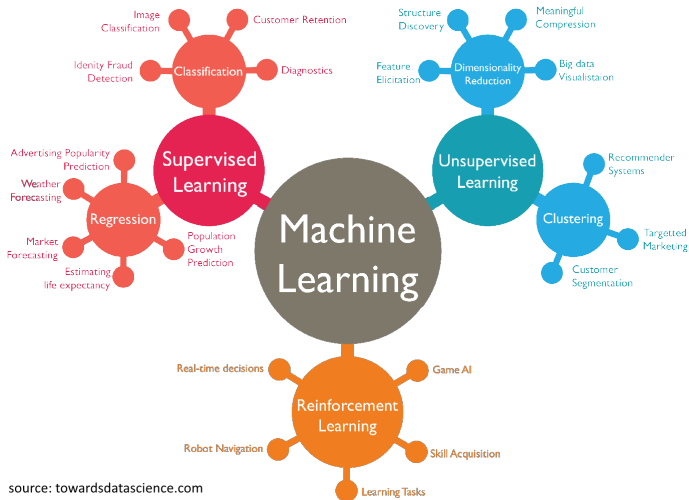 Image
Classification
Customer Retention
Idenity Fraud
Detection
Classification
Diagnostics
Structure
Discovery
Meaningful
Compression
Feature
Elicitation
Dimensionality
Reduction
Big data
Visualistaion
Advertising Popularity
Prediction
Weather
Forecasting
Regression
Market
Forecasting
Estimating
life expectancy
Population
Growth
Prediction
Supervised
Learning
Unsupervised
Learning
Recommender
Systems
Clustering
Targetted
Marketing
Customer
Segmentation
Machine
Learning
Real-time decisions
Game AI
Reinforcement
Learning
Robot Navigation
Skill Acquisition
Learning Tasks
source: towardsdatascience.com